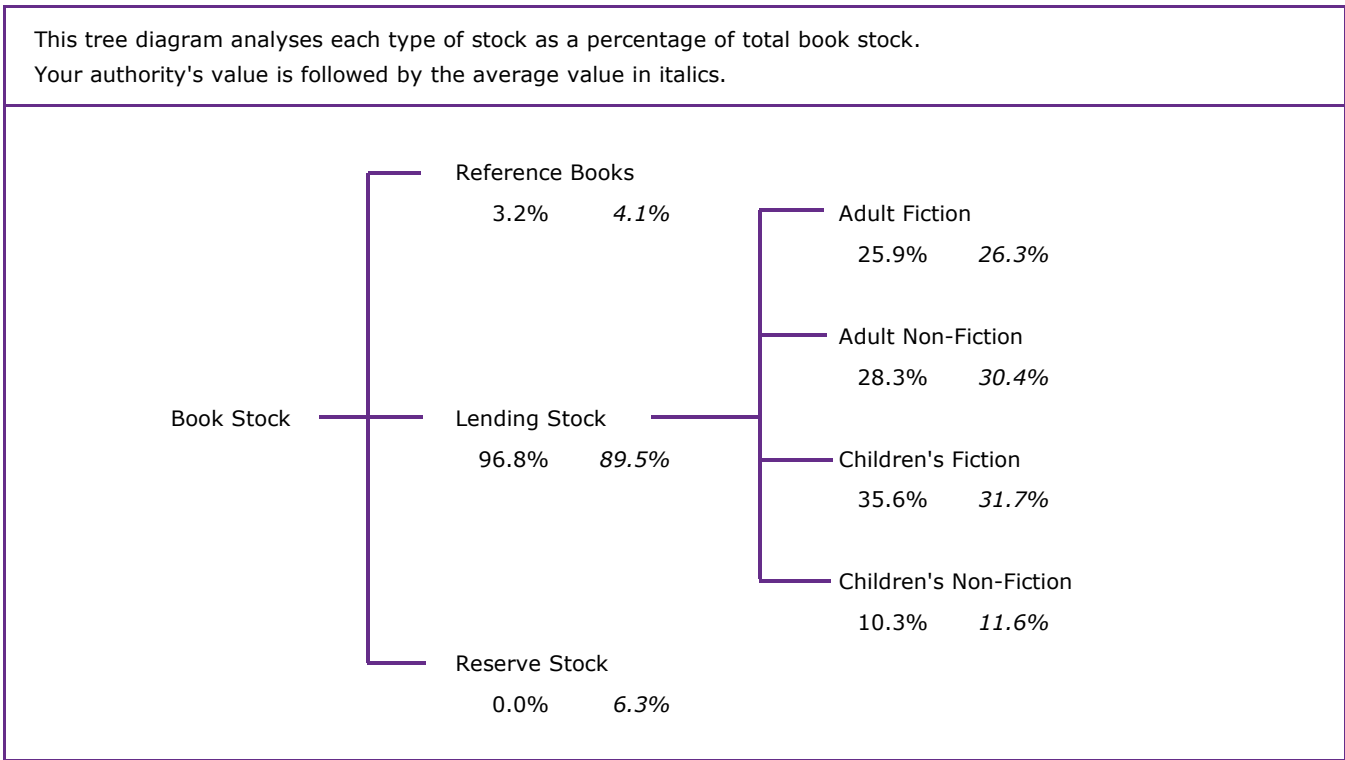 This tree diagram analyses each type of stock as a percentage of total book stock.
Your authority's value is followed by the average value in italics.
Reference Books
3.2% 4.1%
Adult Fiction
25.9% 26.3%
Adult Non-Fiction
28.3% 30.4%
Book Stock
Lending Stock
96.8% 89.5%
Children's Fiction
35.6% 31.7%
Children's Non-Fiction
10.3% 11.6%
Reserve Stock
0.0% 6.3%